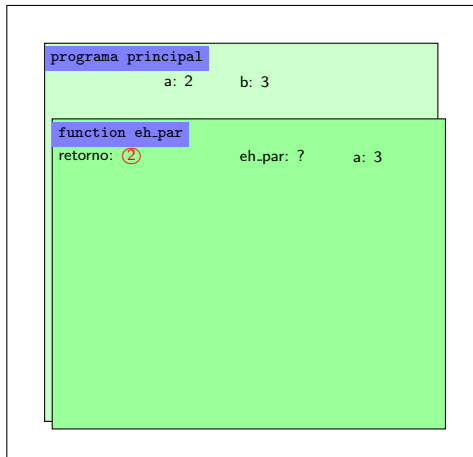 programa principal
a: 2 b: 3
function eh_par
retorno: 2 eh_par: ? a: 3